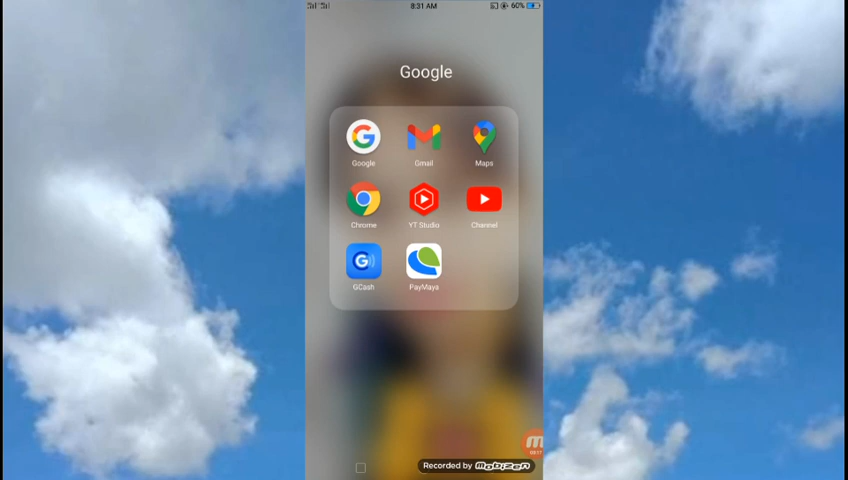 8:31 AM
60%
Google
Google
Gmail
Maps
Chrome
YT Studio
Channel
GCash
PayMaya
Recorded by mobizen